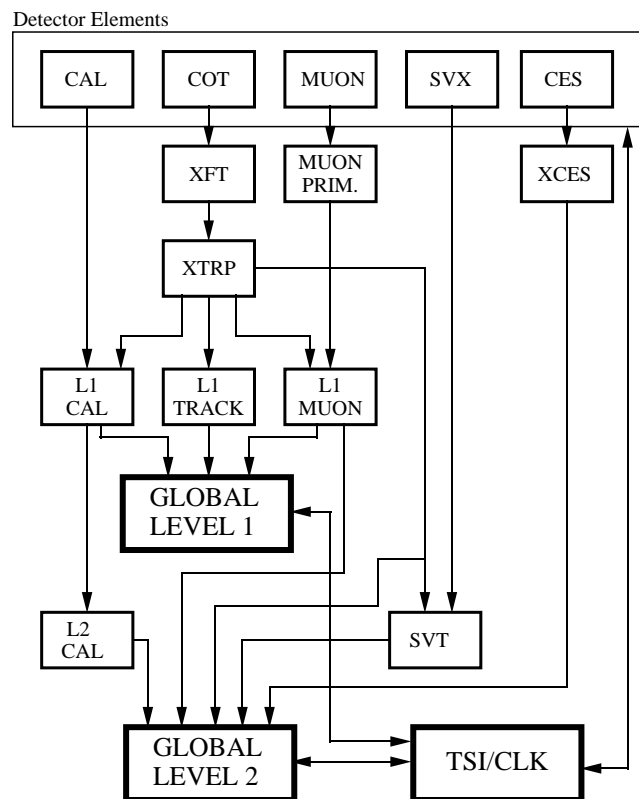 Detector Elements
CAL
COT
MUON
SVX
CES
XFT
MUON
PRIM.
XCES
XTRP
L1
CAL
L1
TRACK
L1
MUON
GLOBAL
LEVEL 1
L2
CAL
SVT
GLOBAL
LEVEL 2
TSI/CLK